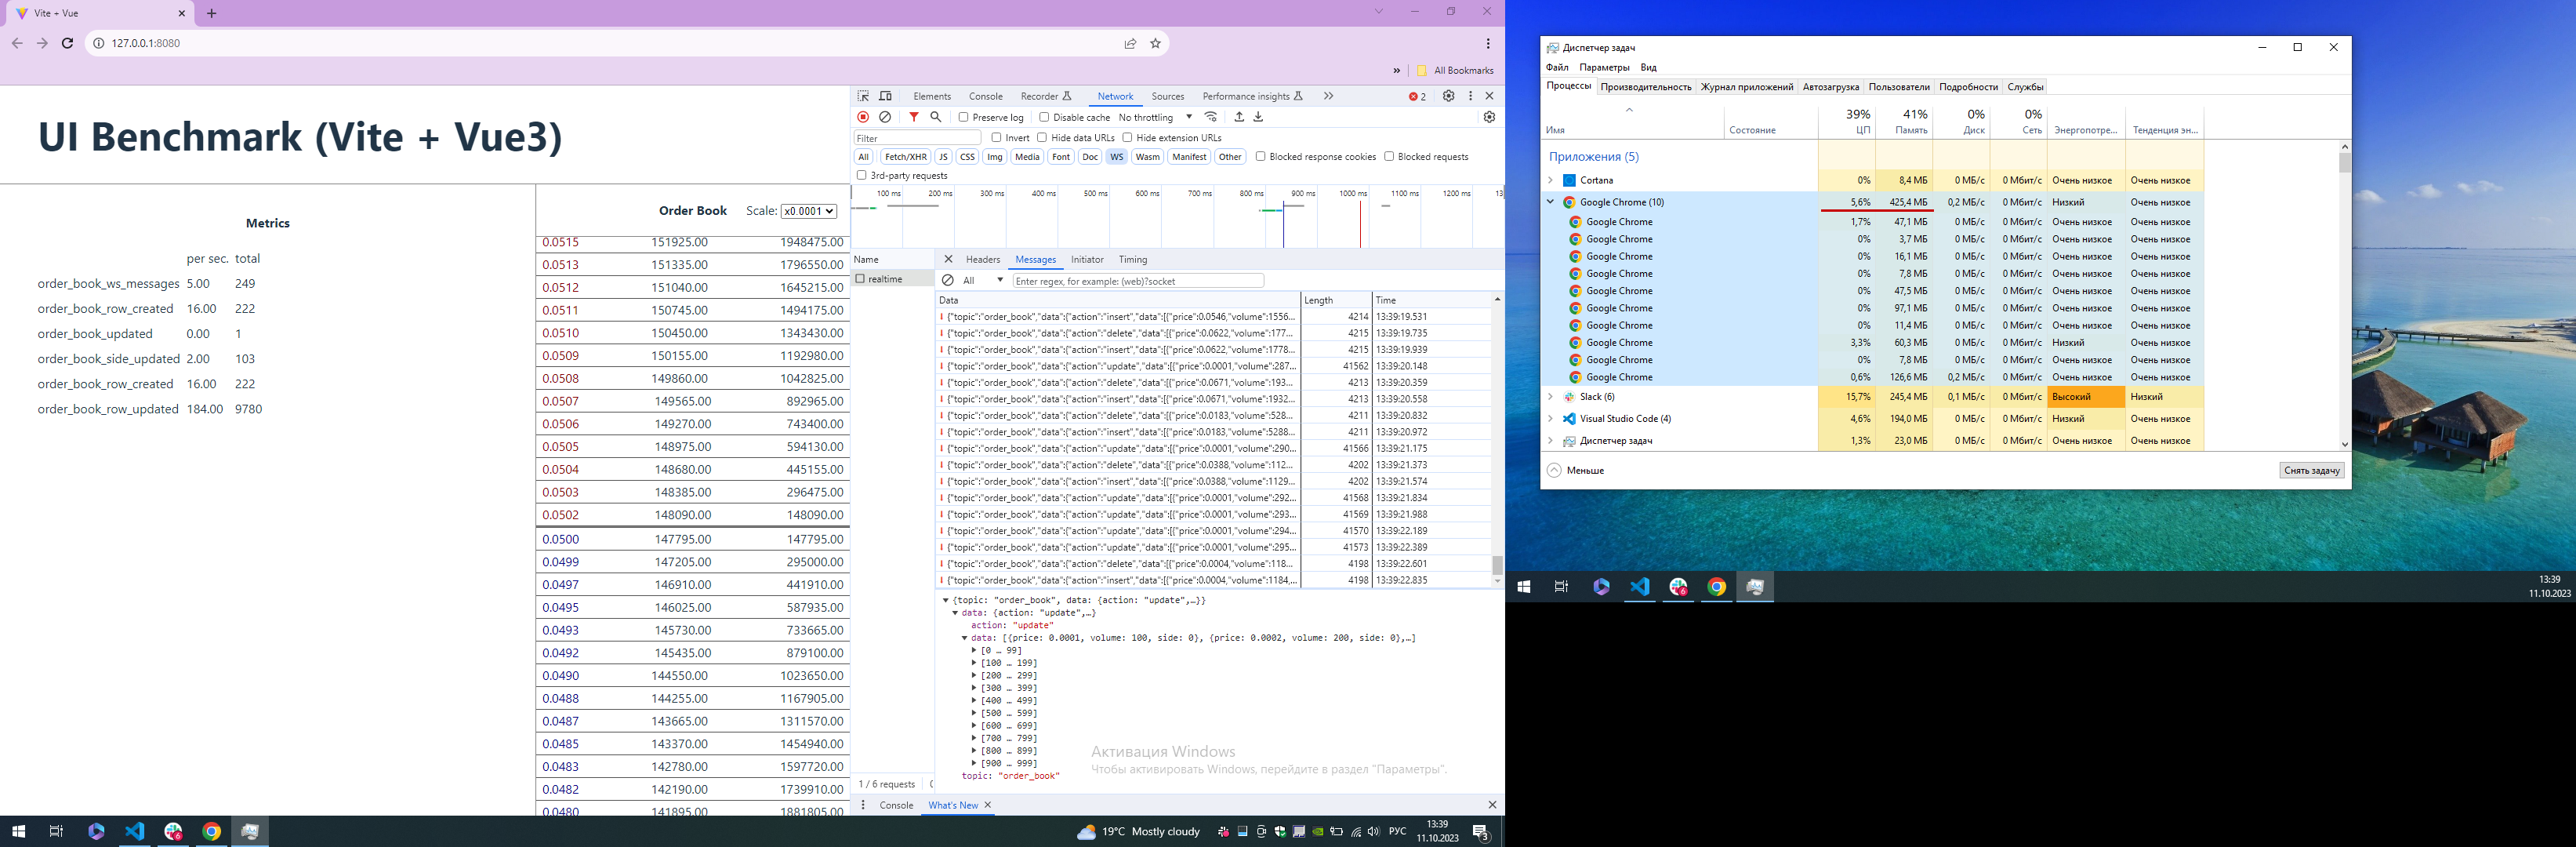 Vite + Vue
127.0.0.1:8080
» All Bookmarks
UI Benchmark (Vite + Vue3)
Metrics
per sec. total
order_book_ws_messages 5.00 249
order_book_row_created 16.00 222
order_book_updated 0.00 1
order_book_side_updated 2.00 103
order_book_row_created 16.00 222
order_book_row_updated 184.00 9780
Order Book Scale: x0.0001
0.0515 151925.00 1948475.00
0.0513 151335.00 1796550.00
0.0512 151040.00 1645215.00
0.0511 150745.00 1494175.00
0.0510 150450.00 1343430.00
0.0509 150155.00 1192980.00
0.0508 149860.00 1042825.00
0.0507 149565.00 892965.00
0.0506 149270.00 743400.00
0.0505 148975.00 594130.00
0.0504 148680.00 445155.00
0.0503 148385.00 296475.00
0.0502 148090.00 148090.00
0.0500 147795.00 147795.00
0.0499 147205.00 295000.00
0.0497 146910.00 441910.00
0.0495 146025.00 587935.00
0.0493 145730.00 733665.00
0.0492 145435.00 879100.00
0.0490 144550.00 1023650.00
0.0488 144255.00 1167905.00
0.0487 143665.00 1311570.00
0.0485 143370.00 1454940.00
0.0483 142780.00 1597720.00
0.0482 142190.00 1739910.00
0.0480 141895.00 1881805.00
Elements Console Recorder Network Sources Performance insights 2
Preserve log Disable cache No throttling
Filter Invert Hide data URLs Hide extension URLs
All Fetch/XHR JS CSS Img Media Font Doc WS Wasm Manifest Other Blocked response cookies Blocked requests
3rd-party requests
100 ms 200 ms 300 ms 400 ms 500 ms 600 ms 700 ms 800 ms 900 ms 1000 ms 1100 ms 1200 ms 13
Name Headers Messages Initiator Timing
realtime All Enter regex, for example: (web)?socket
Data Length Time
{"topic":"order_book","data":{"action":"insert","data":[{"price":0.0546,"volume":1556... 4214 13:39:19.531
{"topic":"order_book","data":{"action":"delete","data":[{"price":0.0622,"volume":177... 4215 13:39:19.735
{"topic":"order_book","data":{"action":"insert","data":[{"price":0.0622,"volume":1778... 4215 13:39:19.939
{"topic":"order_book","data":{"action":"update","data":[{"price":0.0001,"volume":287... 41562 13:39:20.148
{"topic":"order_book","data":{"action":"delete","data":[{"price":0.0671,"volume":193... 4213 13:39:20.359
{"topic":"order_book","data":{"action":"insert","data":[{"price":0.0671,"volume":1932... 4213 13:39:20.558
{"topic":"order_book","data":{"action":"delete","data":[{"price":0.0183,"volume":528... 4211 13:39:20.832
{"topic":"order_book","data":{"action":"insert","data":[{"price":0.0183,"volume":5288... 4211 13:39:20.972
{"topic":"order_book","data":{"action":"update","data":[{"price":0.0001,"volume":290... 41566 13:39:21.175
{"topic":"order_book","data":{"action":"delete","data":[{"price":0.0388,"volume":112... 4202 13:39:21.373
{"topic":"order_book","data":{"action":"insert","data":[{"price":0.0388,"volume":1129... 4202 13:39:21.574
{"topic":"order_book","data":{"action":"update","data":[{"price":0.0001,"volume":292... 41568 13:39:21.834
{"topic":"order_book","data":{"action":"update","data":[{"price":0.0001,"volume":293... 41569 13:39:21.988
{"topic":"order_book","data":{"action":"update","data":[{"price":0.0001,"volume":294... 41570 13:39:22.189
{"topic":"order_book","data":{"action":"update","data":[{"price":0.0001,"volume":295... 41573 13:39:22.389
{"topic":"order_book","data":{"action":"delete","data":[{"price":0.0004,"volume":118... 4198 13:39:22.601
{"topic":"order_book","data":{"action":"insert","data":[{"price":0.0004,"volume":1184,... 4198 13:39:22.835
{topic: "order_book", data: {action: "update",…}}
data: {action: "update",…}
action: "update"
data: [{price: 0.0001, volume: 100, side: 0}, {price: 0.0002, volume: 200, side: 0},…]
[0 … 99]
[100 … 199]
[200 … 299]
[300 … 399]
[400 … 499]
[500 … 599]
[600 … 699]
[700 … 799]
[800 … 899]
[900 … 999]
topic: "order_book"
Активация Windows
Чтобы активировать Windows, перейдите в раздел "Параметры".
1 / 6 requests
Console What's New
19°C Mostly cloudy РУС 13:39
11.10.2023 3
Диспетчер задач
Файл Параметры Вид
Процессы Производительность Журнал приложений Автозагрузка Пользователи Подробности Службы
39% 41% 0% 0%
Имя Состояние ЦП Память Диск Сеть Энергопотре... Тенденция эн...
Приложения (5)
Cortana 0% 8,4 МБ 0 МБ/с 0 Мбит/с Очень низкое Очень низкое
Google Chrome (10) 5,6% 425,4 МБ 0,2 МБ/с 0 Мбит/с Низкий Очень низкое
Google Chrome 1,7% 47,1 МБ 0 МБ/с 0 Мбит/с Очень низкое Очень низкое
Google Chrome 0% 3,7 МБ 0 МБ/с 0 Мбит/с Очень низкое Очень низкое
Google Chrome 0% 16,1 МБ 0 МБ/с 0 Мбит/с Очень низкое Очень низкое
Google Chrome 0% 7,8 МБ 0 МБ/с 0 Мбит/с Очень низкое Очень низкое
Google Chrome 0% 47,5 МБ 0 МБ/с 0 Мбит/с Очень низкое Очень низкое
Google Chrome 0% 97,1 МБ 0 МБ/с 0 Мбит/с Очень низкое Очень низкое
Google Chrome 0% 11,4 МБ 0 МБ/с 0 Мбит/с Очень низкое Очень низкое
Google Chrome 3,3% 60,3 МБ 0 МБ/с 0 Мбит/с Низкий Очень низкое
Google Chrome 0% 7,8 МБ 0 МБ/с 0 Мбит/с Очень низкое Очень низкое
Google Chrome 0,6% 126,6 МБ 0,2 МБ/с 0 Мбит/с Очень низкое Очень низкое
Slack (6) 15,7% 245,4 МБ 0,1 МБ/с 0 Мбит/с Высокий Низкий
Visual Studio Code (4) 4,6% 194,0 МБ 0 МБ/с 0 Мбит/с Низкий Очень низкое
Диспетчер задач 1,3% 23,0 МБ 0 МБ/с 0 Мбит/с Очень низкое Очень низкое
Меньше Снять задачу
13:39
11.10.2023